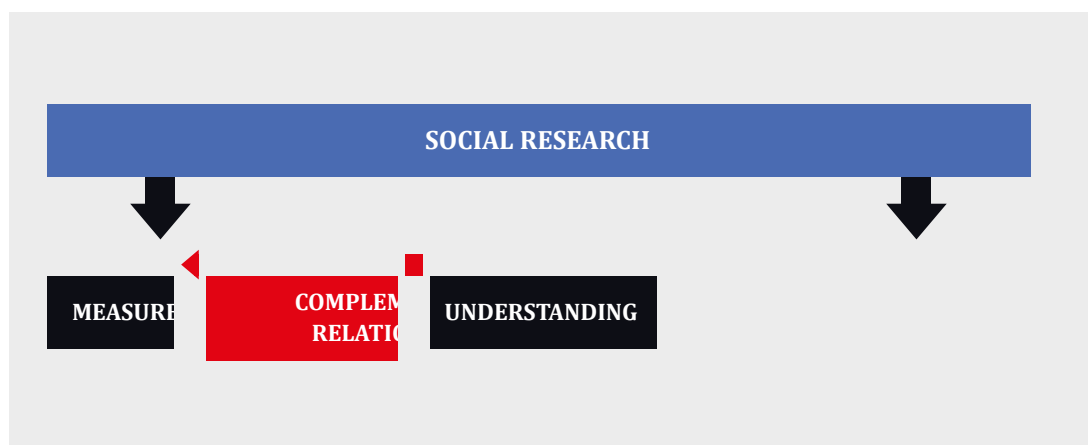 SOCIAL RESEARCH
MEASURE
COMPLEM
RELATIO
UNDERSTANDING